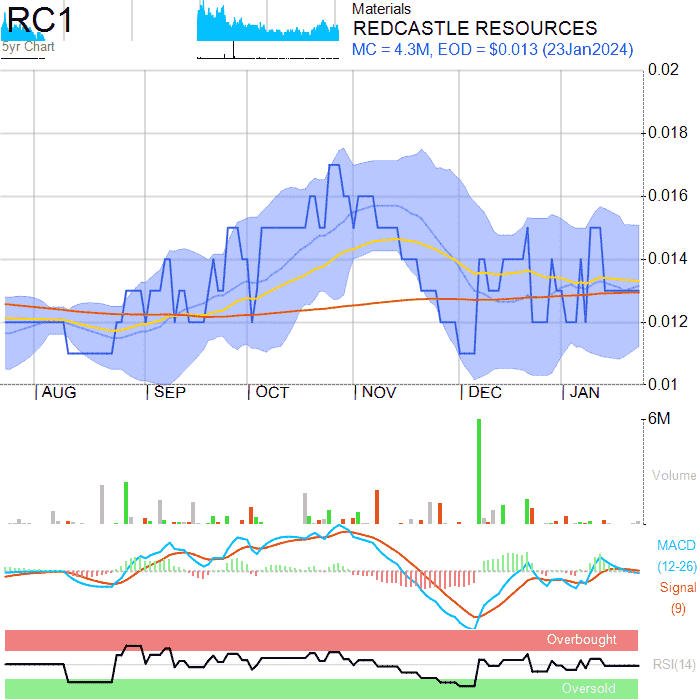 RC1
5yr Chart
Materials
REDCASTLE RESOURCES
MC = 4.3M, EOD = $0.013 (23Jan2024)
0.02
0.018
0.016
0.014
0.012
0.01
AUG SEP OCT NOV DEC JAN
6M
Volume
MACD
(12-26)
Signal
(9)
Overbought
RSI(14)
Oversold